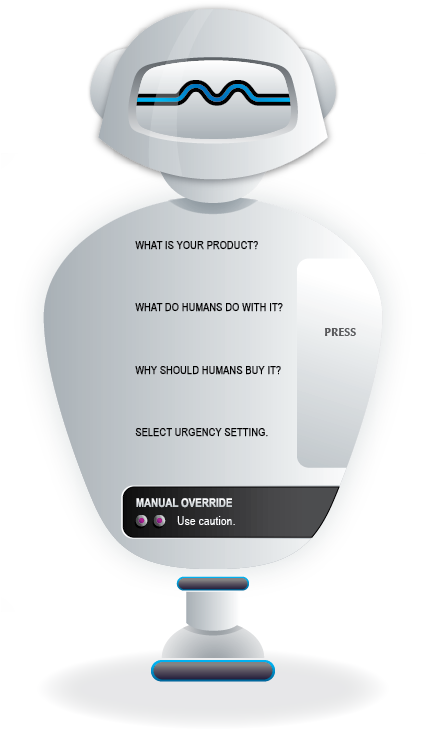 WHAT IS YOUR PRODUCT?
WHAT DO HUMANS DO WITH IT?
PRESS
WHY SHOULD HUMANS BUY IT?
SELECT URGENCY SETTING.
MANUAL OVERRIDE
Use caution.